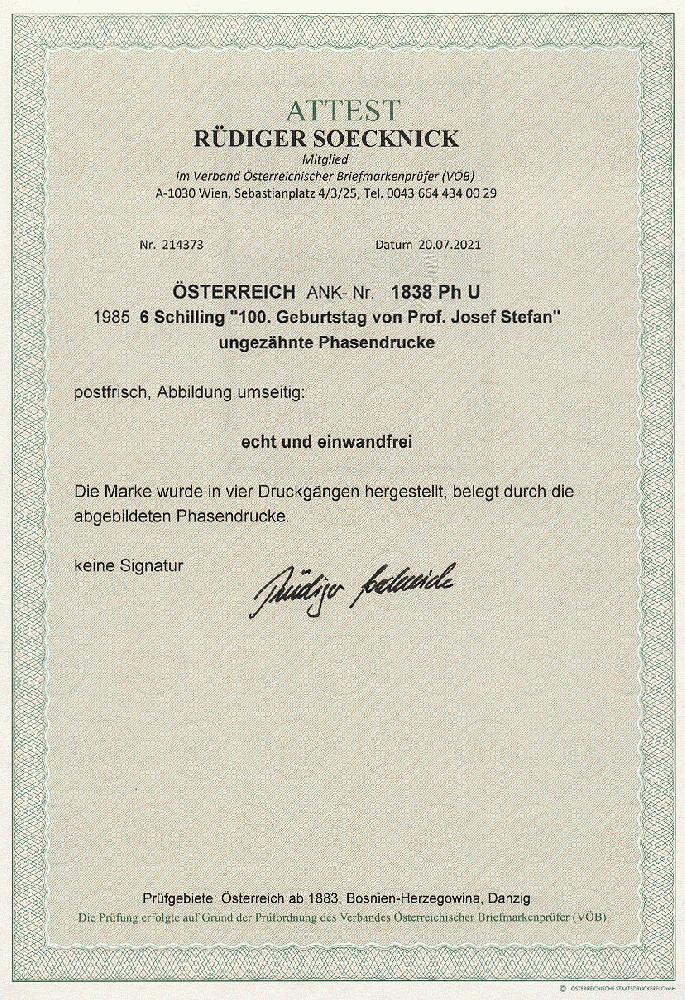 ATTEST
RÜDIGER SOECKNICK
Mitglied
im Verband Österreichischer Briefmarkenprüfer (VÖB)
A-1030 Wien, Sebastianplatz 4/3/25, Tel. 0043 664 434 00 29
Nr. 214373 Datum 20.07.2021
ÖSTERREICH ANK- Nr. 1838 Ph U
1985 6 Schilling "100. Geburtstag von Prof. Josef Stefan"
ungezähnte Phasendrucke
postfrisch, Abbildung umseitig:
echt und einwandfrei
Die Marke wurde in vier Druckgängen hergestellt, belegt durch die
abgebildeten Phasendrucke.
keine Signatur
Prüfgebiete: Österreich ab 1883, Bosnien-Herzegowina, Danzig
Die Prüfung erfolgte auf Grund der Prüfordnung des Verbandes Österreichischer Briefmarkenprüfer (VÖB)
© ÖSTERREICHISCHE STAATSDRUCKEREI